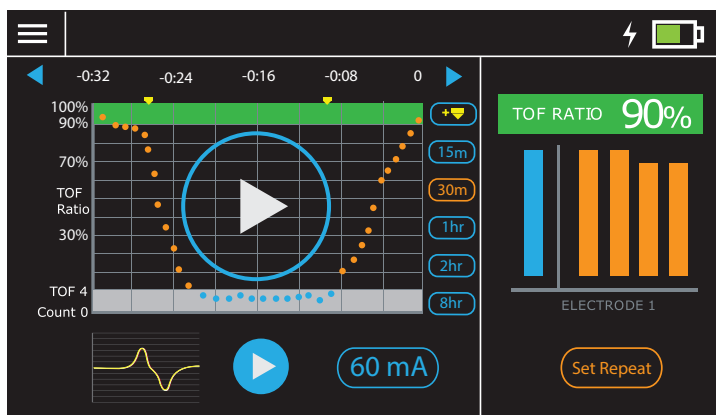 -0:32 -0:24 -0:16 -0:08 0
100%
90%
70%
TOF
Ratio
30%
TOF 4
Count 0
+
15m
30m
1hr
2hr
8hr
60 mA
TOF RATIO 90%
ELECTRODE 1
Set Repeat